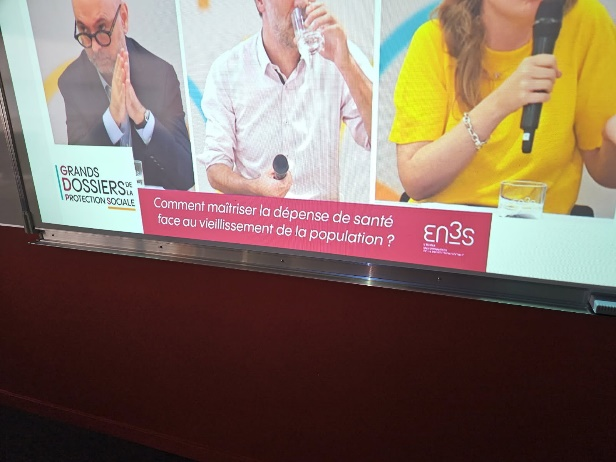 GRANDS
DOSSIERS DE LA
PROTECTION SOCIALE
Comment maîtriser la dépense de santé
face au vieillissement de la population ?
EN3S